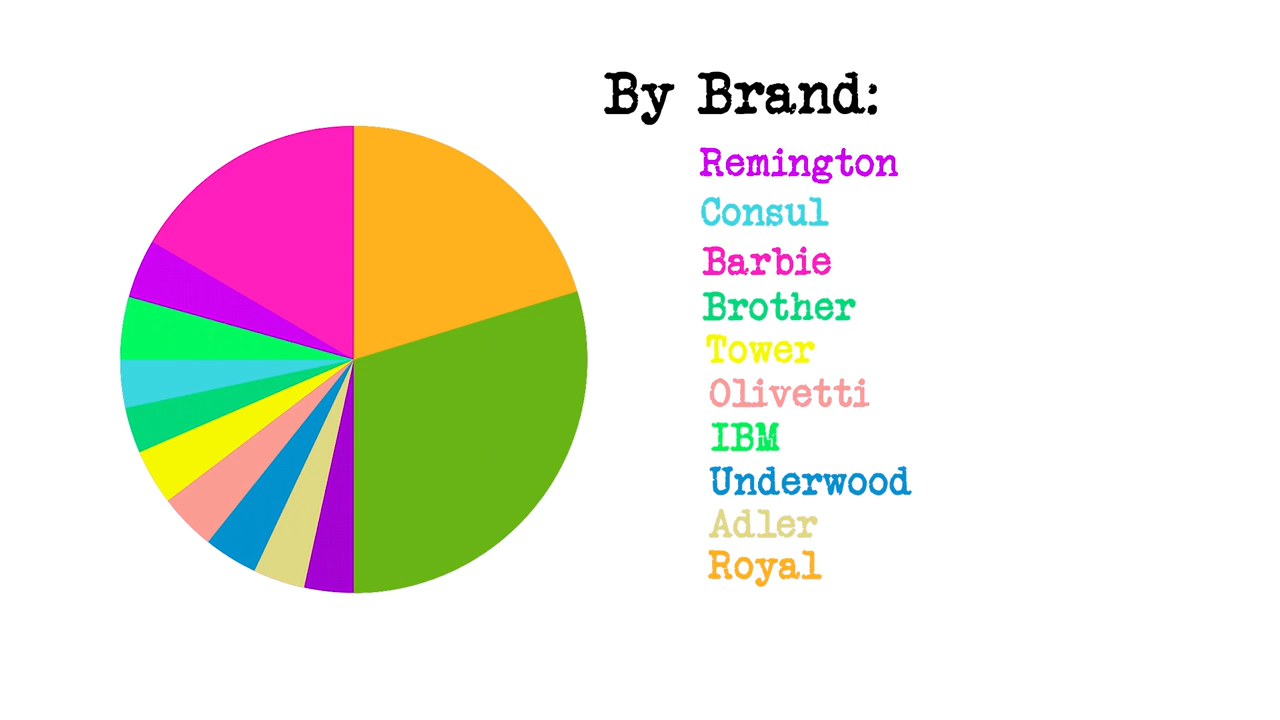 By Brand:
Remington
Consul
Barbie
Brother
Tower
Olivetti
IBM
Underwood
Adler
Royal